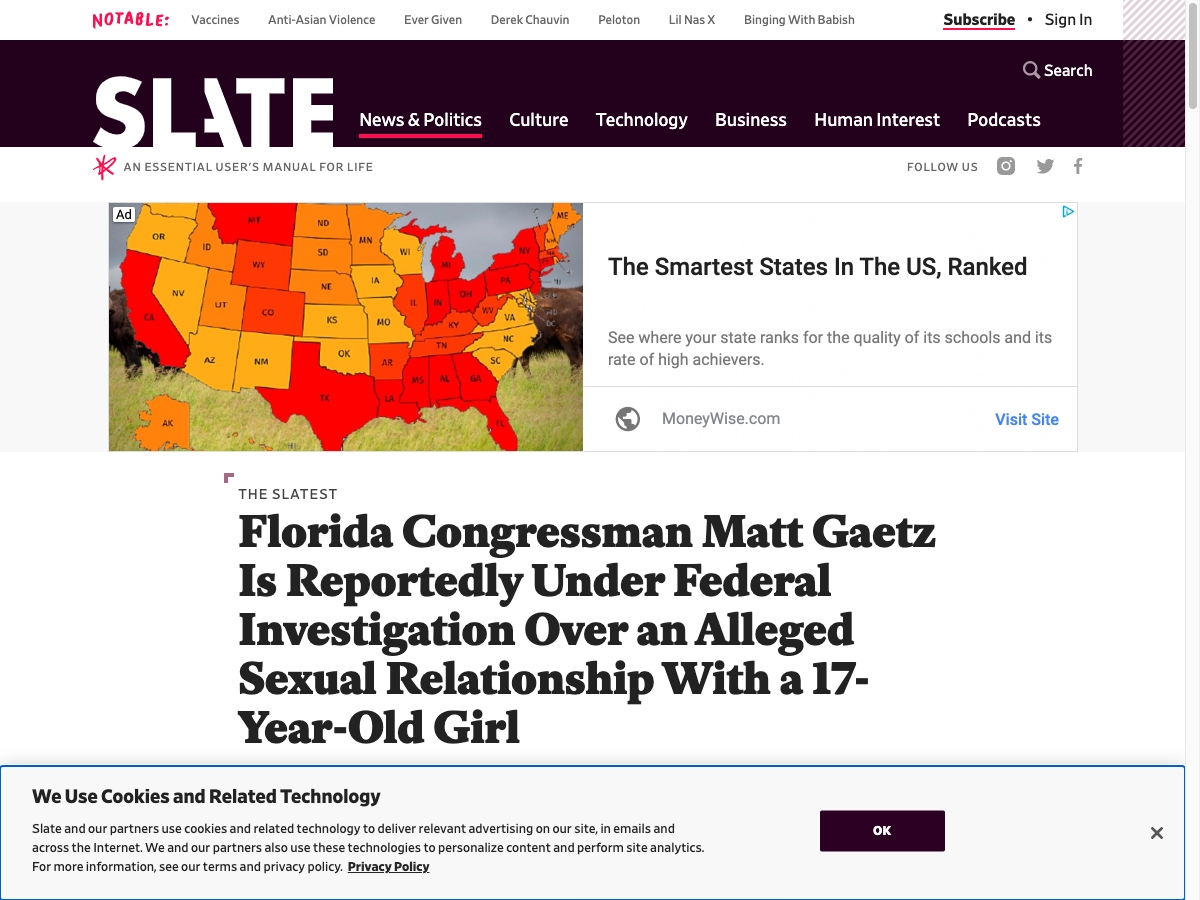 NOTABLE: Vaccines Anti-Asian Violence Ever Given Derek Chauvin Peloton Lil Nas X Binging With Babish Subscribe • Sign In
Search
SLATE
News & Politics Culture Technology Business Human Interest Podcasts
AN ESSENTIAL USER'S MANUAL FOR LIFE
FOLLOW US
Ad
ME
MT ND
OR MN
ID SD WI NY
WY MI
IA PA
NE
NV OH
IL IN
UT
CA CO WV
KS MO VA
KY
NC
TN
OK
AZ NM AR SC
MS AL GA
TX LA
AK FL
The Smartest States In The US, Ranked
See where your state ranks for the quality of its schools and its
rate of high achievers.
MoneyWise.com Visit Site
THE SLATEST
Florida Congressman Matt Gaetz
Is Reportedly Under Federal
Investigation Over an Alleged
Sexual Relationship With a 17-
Year-Old Girl
We Use Cookies and Related Technology
Slate and our partners use cookies and related technology to deliver relevant advertising on our site, in emails and
across the Internet. We and our partners also use these technologies to personalize content and perform site analytics.
For more information, see our terms and privacy policy. Privacy Policy
OK